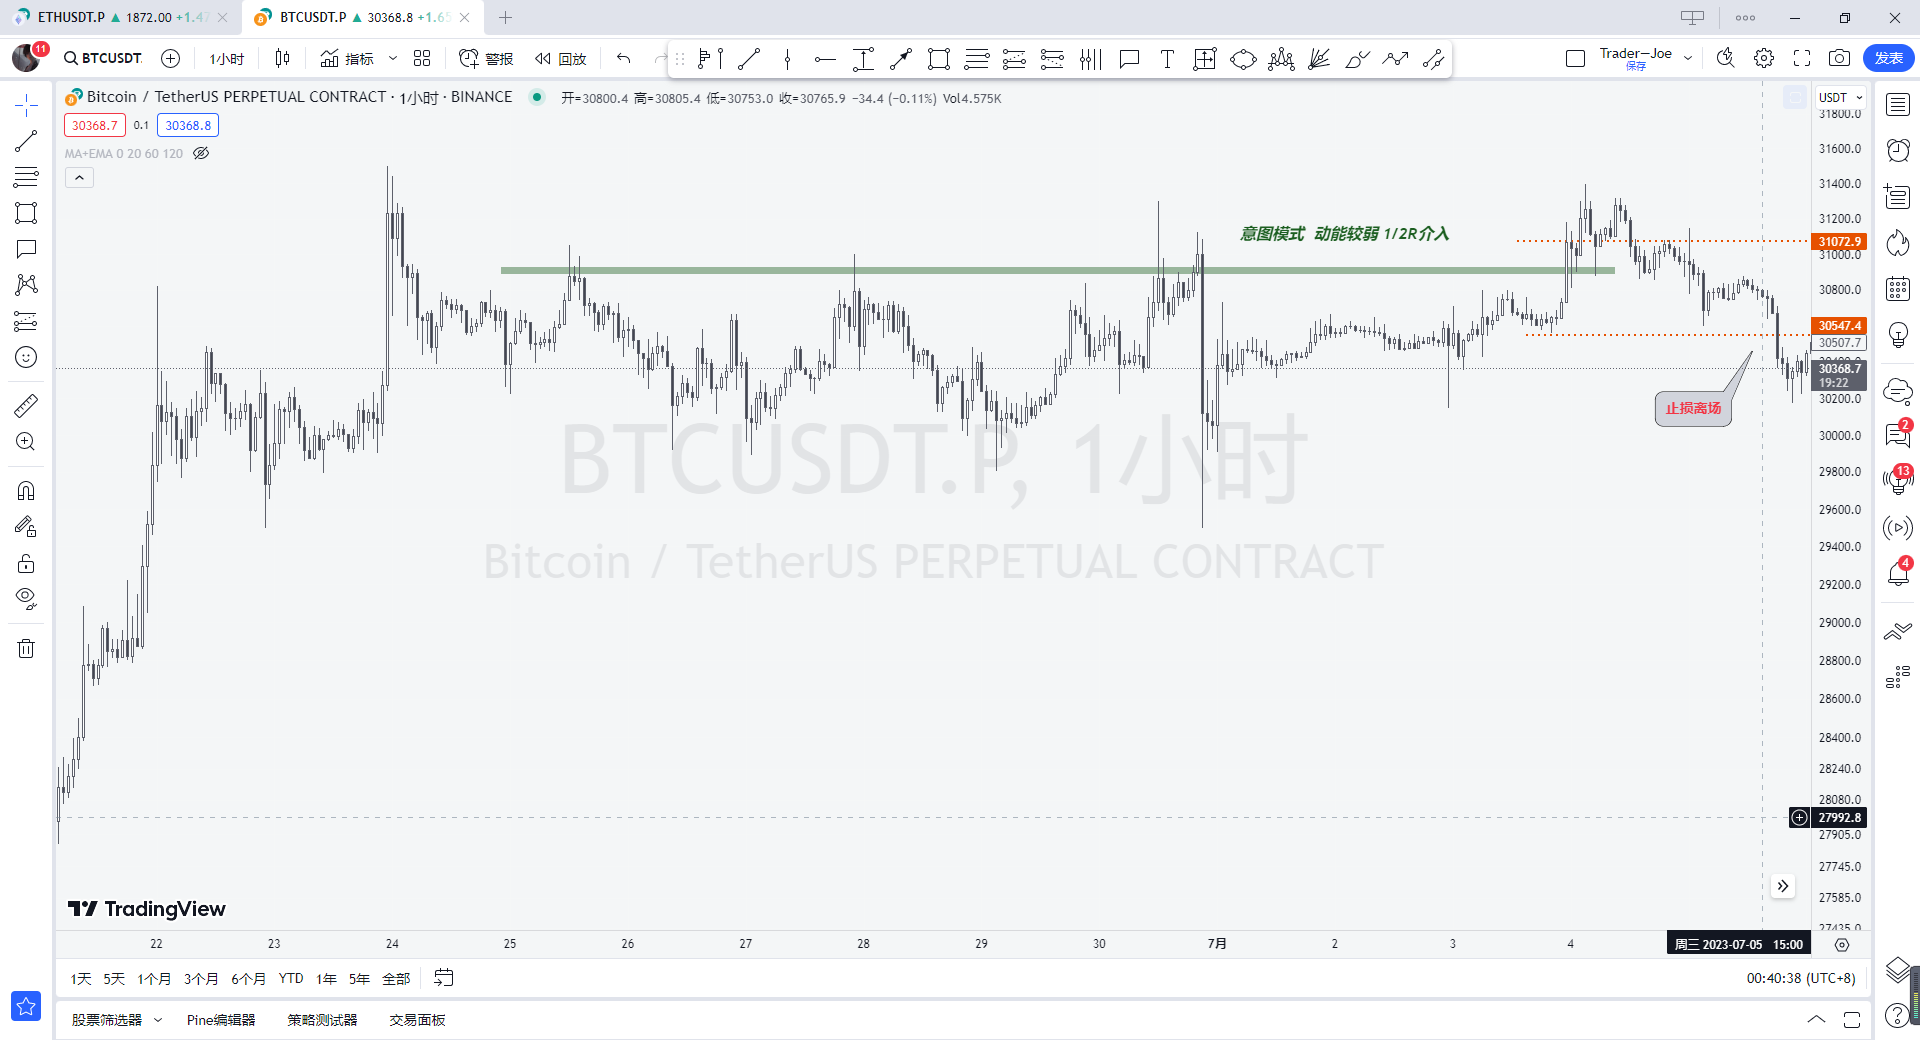 ETHUSDT.P ▲ 1872.00 +1.47
BTCUSDT.P ▲ 30368.8 +1.65
11
BTCUSDT.
1小时
指标
警报
回放
Trader—Joe
保存
发表
Bitcoin / TetherUS PERPETUAL CONTRACT · 1小时 · BINANCE
开=30800.4 高=30805.4 低=30753.0 收=30765.9 −34.4 (−0.11%) Vol4.575K
30368.7 0.1 30368.8
MA+EMA 0 20 60 120
意图模式 动能较弱 1/2R介入
止损离场
BTCUSDT.P, 1小时
Bitcoin / TetherUS PERPETUAL CONTRACT
USDT
31800.0
31600.0
31400.0
31200.0
31072.9
31000.0
30800.0
30547.4
30507.7
30400.0
30368.7
19:22
30200.0
30000.0
29800.0
29600.0
29400.0
29200.0
29000.0
28800.0
28600.0
28400.0
28240.0
28080.0
27992.8
27905.0
27745.0
27585.0
27435.0
2
13
4
TradingView
22 23 24 25 26 27 28 29 30 7月 2 3 4
周三 2023-07-05 15:00
1天 5天 1个月 3个月 6个月 YTD 1年 5年 全部
00:40:38 (UTC+8)
股票筛选器 Pine编辑器 策略测试器 交易面板